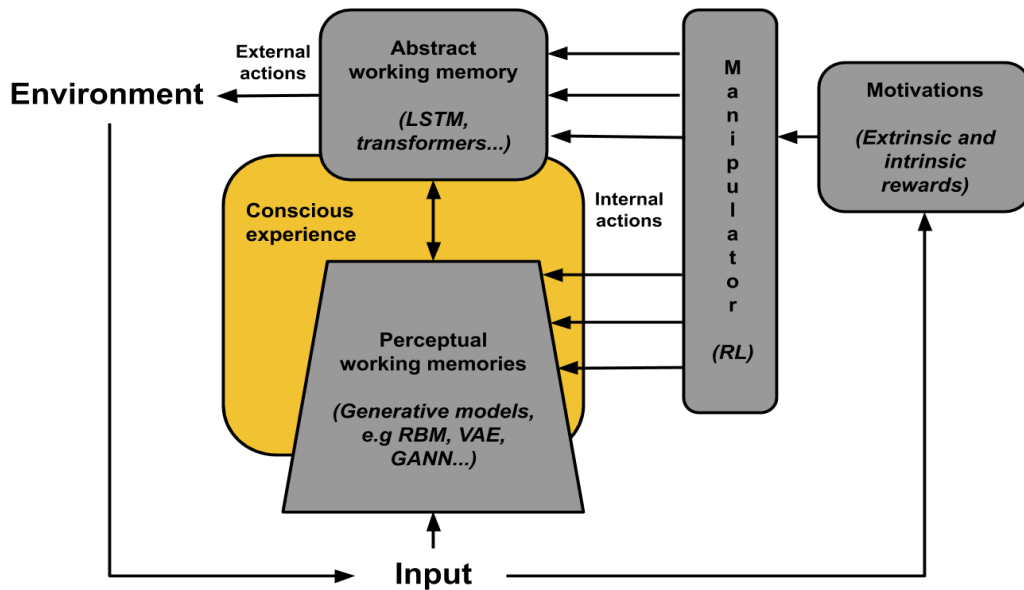 External
actions
Environment
Abstract
working memory
(LSTM,
transformers...)
Manipulator
(RL)
Motivations
(Extrinsic and
intrinsic
rewards)
Conscious
experience
Internal
actions
Perceptual
working memories
(Generative models,
e.g RBM, VAE,
GANN...)
Input